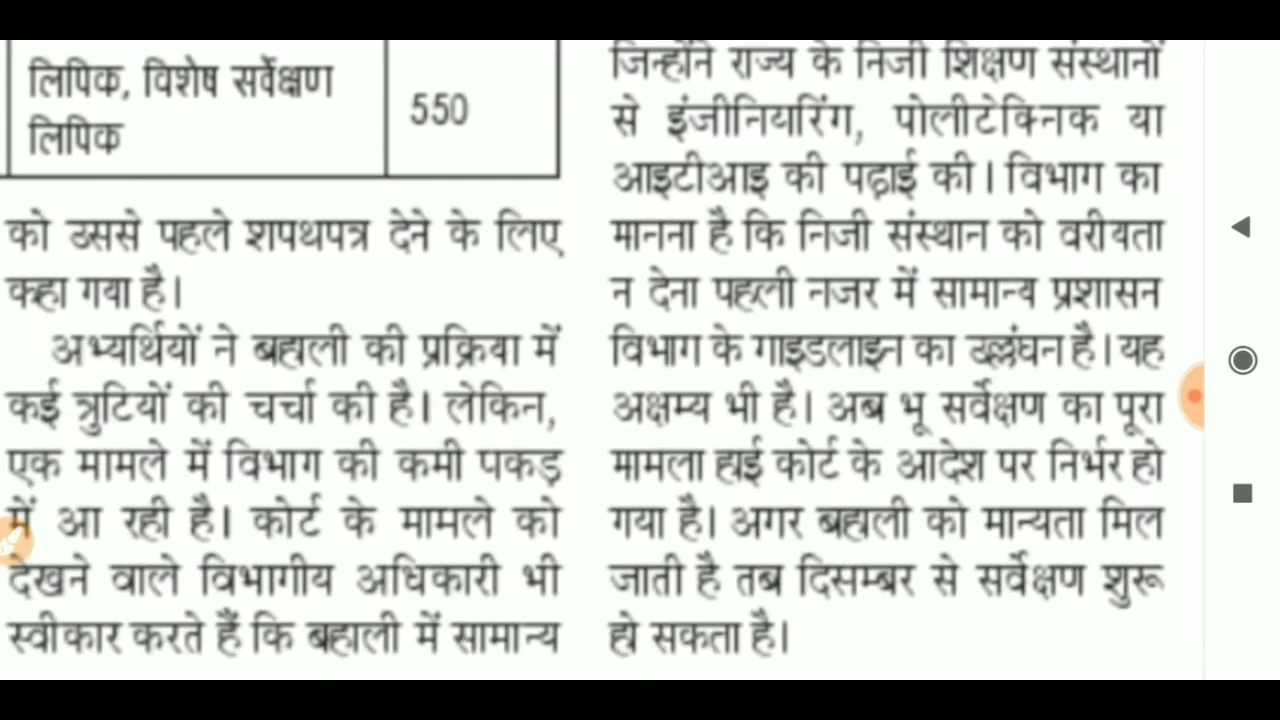 लिपिक, विशेष सर्वेक्षण
लिपिक
550
को उससे पहले शपथपत्र देने के लिए
कहा गया है।
अभ्यर्थियों ने बहाली की प्रक्रिया में
कई त्रुटियों की चर्चा की है। लेकिन,
एक मामले में विभाग की कमी पकड़
में आ रही है। कोर्ट के मामले को
देखने वाले विभागीय अधिकारी भी
स्वीकार करते हैं कि बहाली में सामान्य
जिन्होंने राज्य के निजी शिक्षण संस्थानों
से इंजीनियारिंग, पोलीटेक्निक या
आइटीआइ की पढ़ाई की। विभाग का
मानना है कि निजी संस्थान को वरीयता
न देना पहली नजर में सामान्य प्रशासन
विभाग के गाइडलाइन का उल्लंघन है। यह
अक्षम्य भी है। अब भू सर्वेक्षण का पूरा
मामला हाई कोर्ट के आदेश पर निर्भर हो
गया है। अगर बहाली को मान्यता मिल
जाती है तब दिसम्बर से सर्वेक्षण शुरू
हो सकता है।